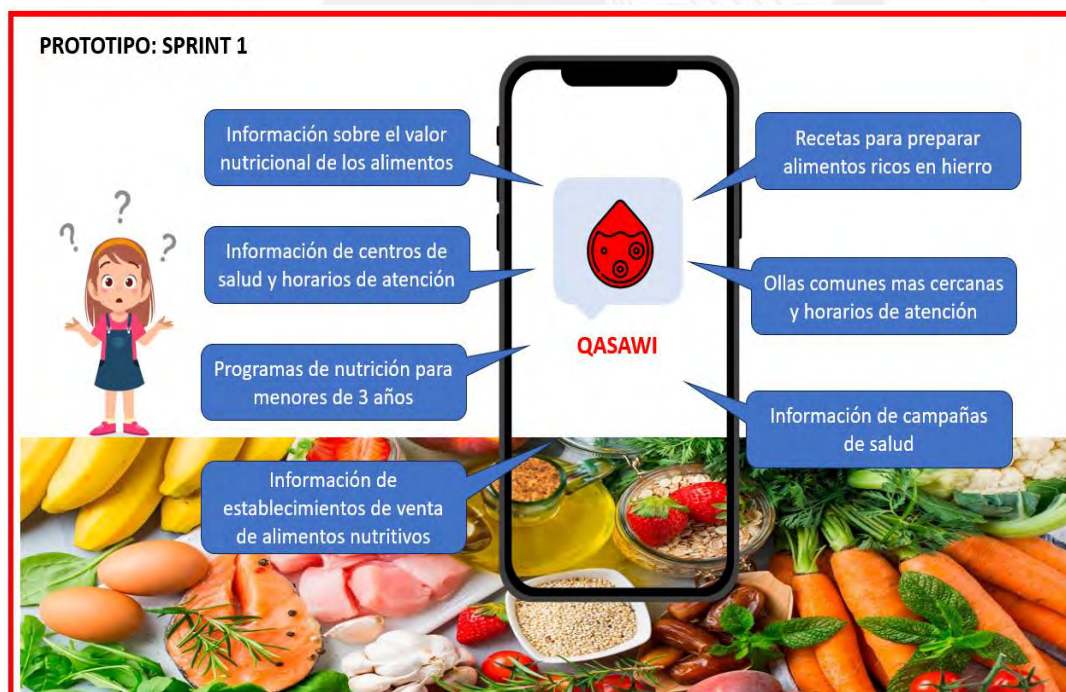 PROTOTIPO: SPRINT 1
Información sobre el valor
nutricional de los alimentos
Información de centros de
salud y horarios de atención
Programas de nutrición para
menores de 3 años
Información de
establecimientos de venta
de alimentos nutritivos
QASAWI
Recetas para preparar
alimentos ricos en hierro
Ollas comunes mas cercanas
y horarios de atención
Información de campañas
de salud
? ? ?